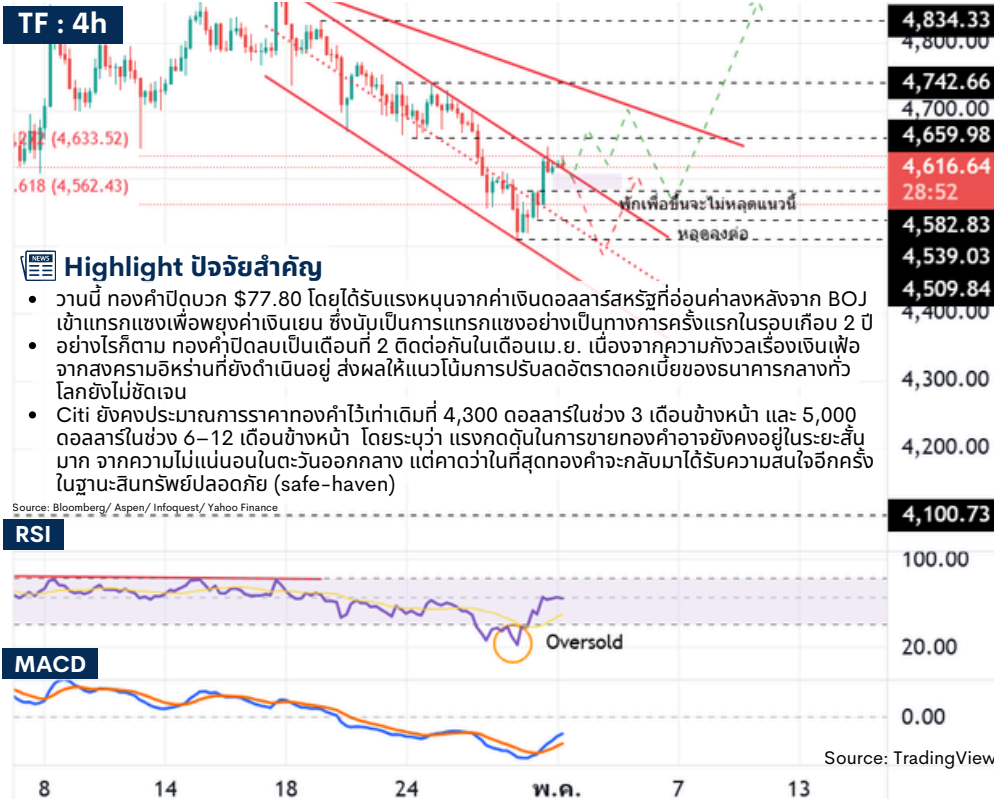 TF : 4h
4,834.33
4,800.00
4,742.66
4,700.00
4,659.98
(4,633.52)
4,616.64
28:52
.618 (4,562.43)
พักเพื่อขึ้นจะไม่หลุดแนวนี้
4,582.83
หลุดลงต่อ
4,539.03
4,509.84
NEWS
Highlight ปัจจัยสำคัญ
• วานนี้ ทองคำปิดบวก $77.80 โดยได้รับแรงหนุนจากค่าเงินดอลลาร์สหรัฐที่อ่อนค่าลงหลังจาก BOJ
เข้าแทรกแซงเพื่อพยุงค่าเงินเยน ซึ่งนับเป็นการแทรกแซงอย่างเป็นทางการครั้งแรกในรอบเกือบ 2 ปี
• อย่างไรก็ตาม ทองคำปิดลบเป็นเดือนที่ 2 ติดต่อกันในเดือนเม.ย. เนื่องจากความกังวลเรื่องเงินเฟ้อ
จากสงครามอิหร่านที่ยังดำเนินอยู่ ส่งผลให้แนวโน้มการปรับลดอัตราดอกเบี้ยของธนาคารกลางทั่ว
โลกยังไม่ชัดเจน
• Citi ยังคงประมาณการราคาทองคำไว้เท่าเดิมที่ 4,300 ดอลลาร์ในช่วง 3 เดือนข้างหน้า และ 5,000
ดอลลาร์ในช่วง 6–12 เดือนข้างหน้า โดยระบุว่า แรงกดดันในการขายทองคำอาจยังคงอยู่ในระยะสั้น
มาก จากความไม่แน่นอนในตะวันออกกลาง แต่คาดว่าในที่สุดทองคำจะกลับมาได้รับความสนใจอีกครั้ง
ในฐานะสินทรัพย์ปลอดภัย (safe-haven)
Source: Bloomberg/ Aspen/ Infoquest/ Yahoo Finance
4,400.00
4,300.00
4,200.00
4,100.73
RSI
100.00
Oversold
20.00
MACD
0.00
Source: TradingView
8 14 18 24 พ.ค. 7 13